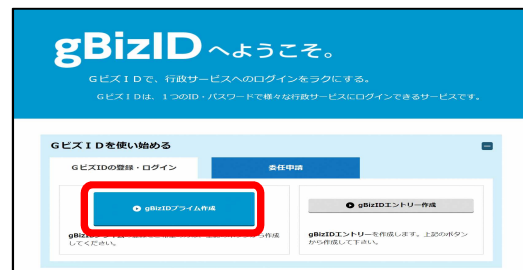 gBizIDへようこそ。
GビズIDで、行政サービスへのログインをラクにする。
GビズIDは、1つのID・パスワードで様々な行政サービスにログインできるサービスです。
GビズIDを使い始める
GビズIDの登録・ログイン
委任申請
gBizIDプライム作成
gBizIDエントリー作成
gBizID
作成
してください。
gBizIDエントリーを作成します。上記のボタン
から作成して下さい。